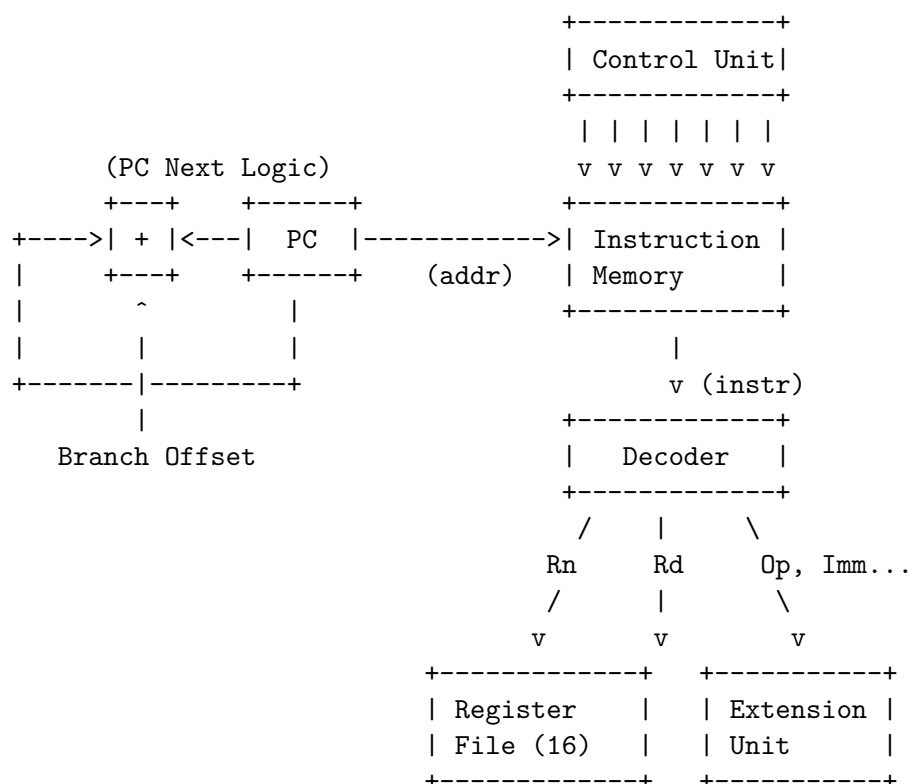 Control Unit
(PC Next Logic)
+ PC Instruction
(addr) Memory
v (instr)
Branch Offset Decoder
Rn Rd Op, Imm...
Register Extension
File (16) Unit